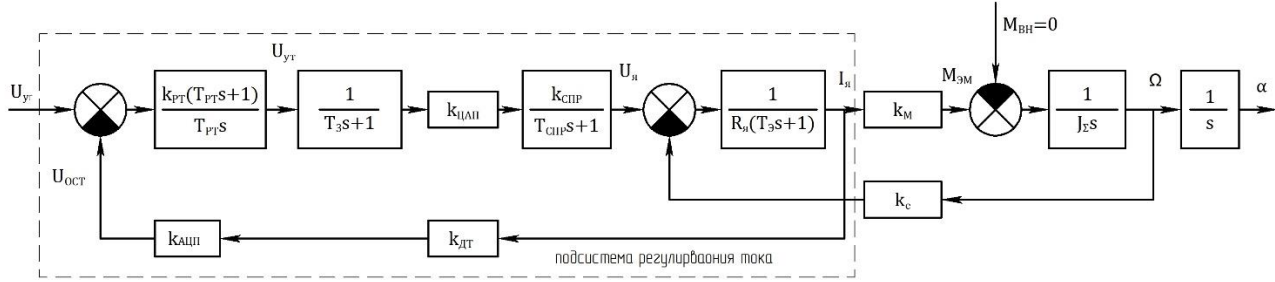 M_ВН=0
U_уг
k_РТ(T_РТs+1)
T_РТs
U_ут
1
T_3s+1
k_ЦАП
k_СПР
T_СПРs+1
U_я
1
R_я(T_эs+1)
I_я
k_М
M_ЭМ
1
J_Σs
Ω
1
s
α
U_ОСТ
k_с
k_АЦП
k_ДТ
подсистема регулирваония тока